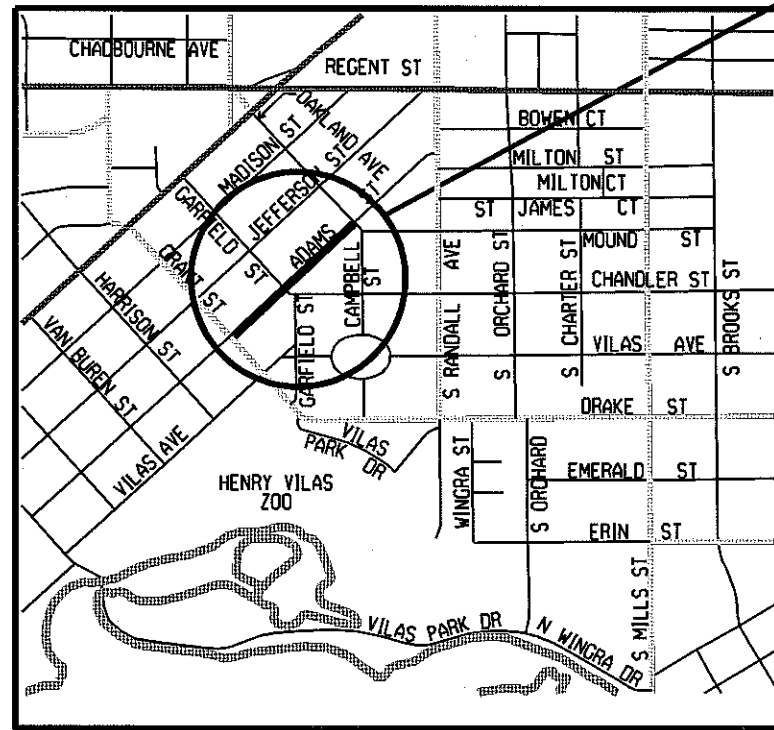 CHADBOURNE AVE
REGENT ST
OAKLAND AVE
MADISON ST
BOWEN CT
MILTON ST
MILTON CT
JEFFERSON ST
GARFIELD ST
ST JAMES CT
ADAMS ST
GRANT ST
MOUND ST
CAMPBELL ST
S RANDALL AVE
S ORCHARD ST
S CHARTER ST
CHANDLER ST
HARRISON ST
GARFIELD ST
VAN BUREN ST
VILAS AVE
S BROOKS ST
DRAKE ST
VILAS AVE
VILAS
PARK DR
WINGRA ST
S ORCHARD
EMERALD ST
HENRY VILAS
ZOO
ERIN ST
VILAS PARK DR
N WINGRA DR
S MILLS ST